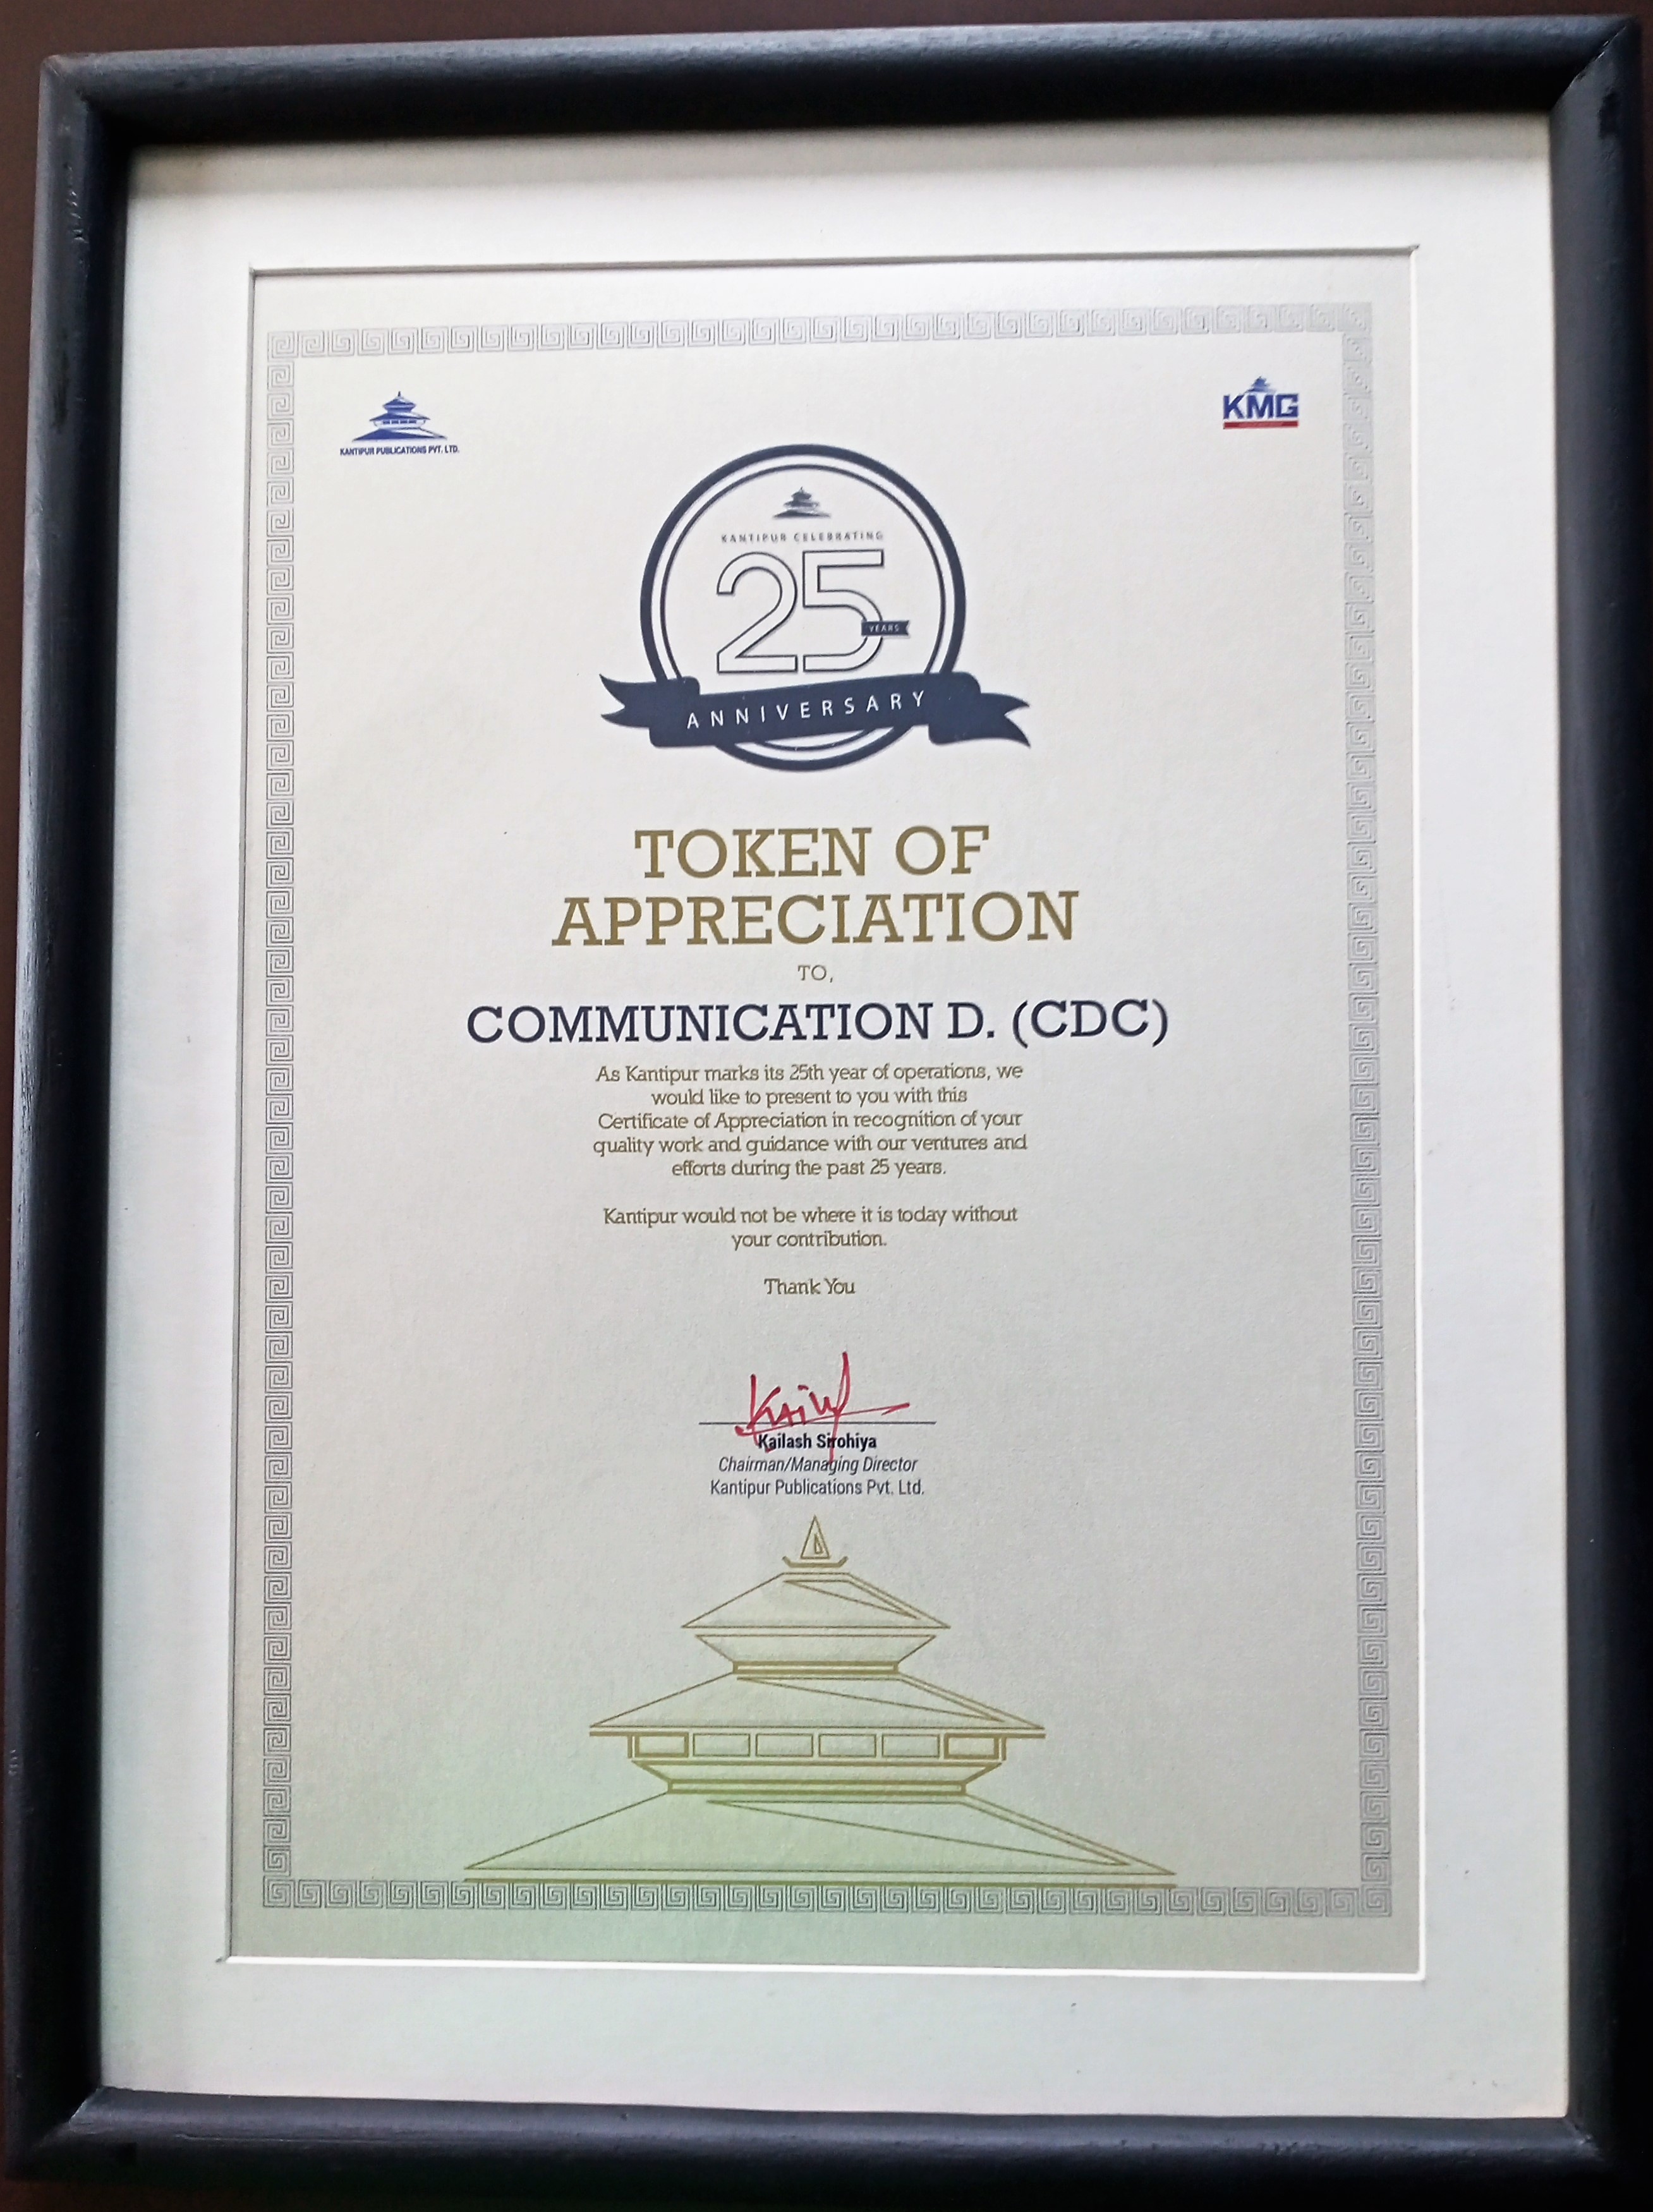 KANTIPUR PUBLICATIONS PVT. LTD.
KMG
KANTIPUR CELEBRATING
25
YEARS
ANNIVERSARY
TOKEN OF
APPRECIATION
TO,
COMMUNICATION D. (CDC)
As Kantipur marks its 25th year of operations, we
would like to present to you with this
Certificate of Appreciation in recognition of your
quality work and guidance with our ventures and
efforts during the past 25 years.
Kantipur would not be where it is today without
your contribution.
Thank You
Kailash Sirohiya
Chairman/Managing Director
Kantipur Publications Pvt. Ltd.